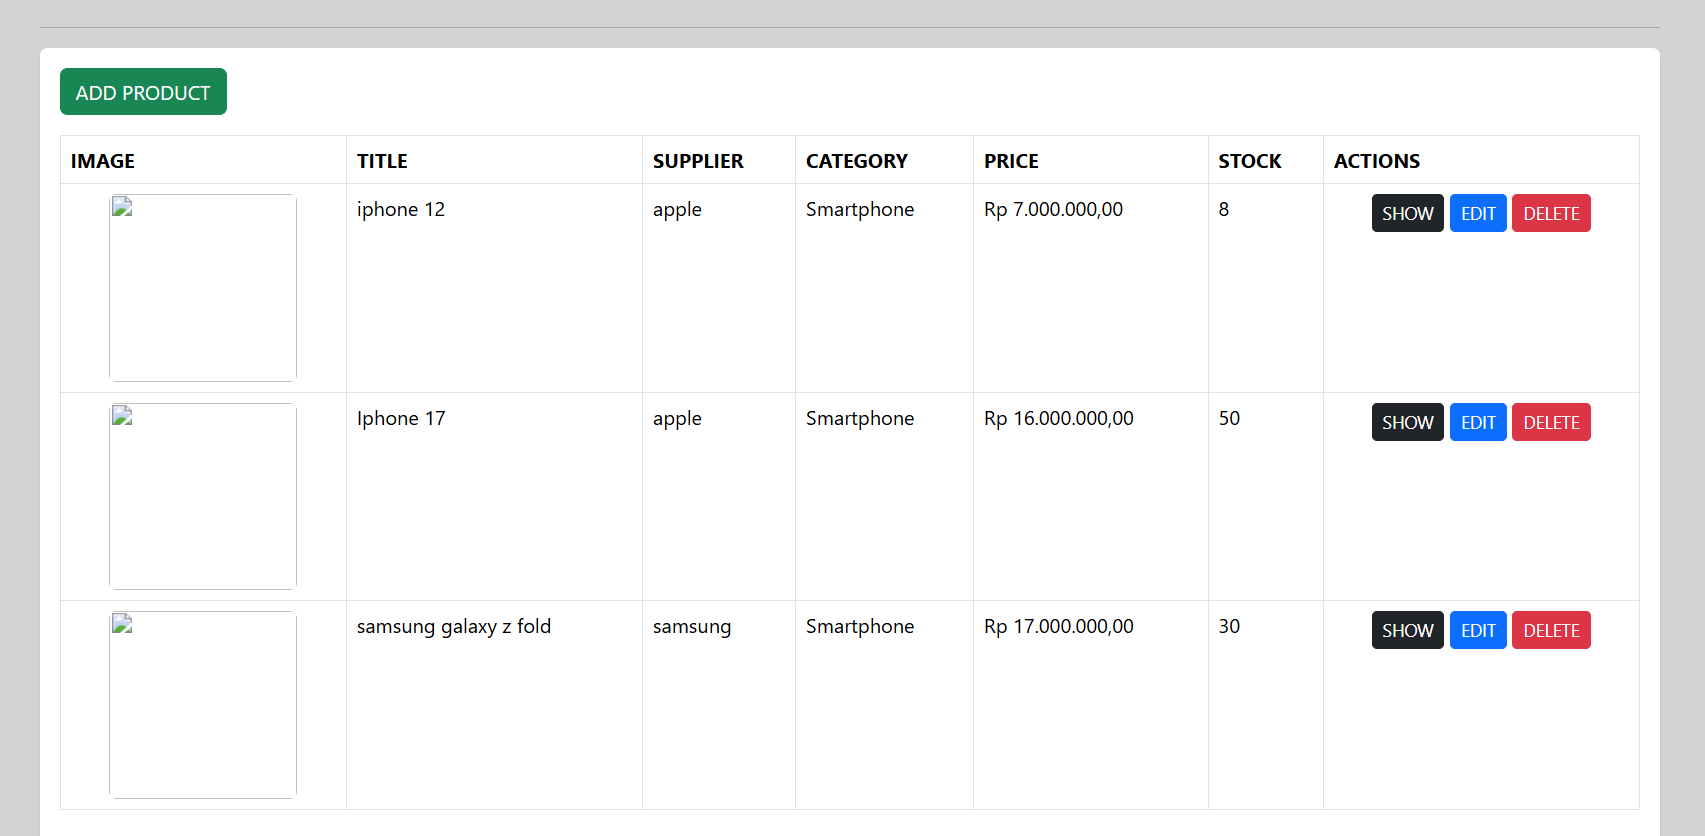 ADD PRODUCT
IMAGE TITLE SUPPLIER CATEGORY PRICE STOCK ACTIONS
iphone 12 apple Smartphone Rp 7.000.000,00 8 SHOW EDIT DELETE
Iphone 17 apple Smartphone Rp 16.000.000,00 50 SHOW EDIT DELETE
samsung galaxy z fold samsung Smartphone Rp 17.000.000,00 30 SHOW EDIT DELETE